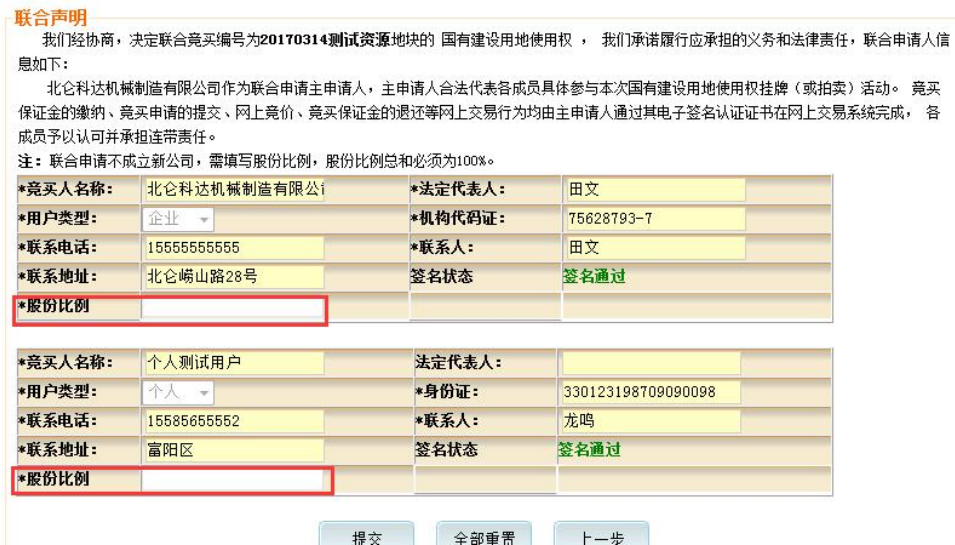 联合声明
我们经协商，决定联合竞买编号为20170314测试资源地块的 国有建设用地使用权 ， 我们承诺履行应承担的义务和法律责任，联合申请人信
息如下：
北仑科达机械制造有限公司作为联合申请主申请人，主申请人合法代表各成员具体参与本次国有建设用地使用权挂牌（或拍卖）活动。 竞买
保证金的缴纳、竞买申请的提交、网上竞价、竞买保证金的退还等网上交易行为均由主申请人通过其电子签名认证证书在网上交易系统完成， 各
成员予以认可并承担连带责任。
注：联合申请不成立新公司，需填写股份比例，股份比例总和必须为100%。
*竞买人名称： 北仑科达机械制造有限公 *法定代表人： 田文
*用户类型： 企业 *机构代码证： 75628793-7
*联系电话： 15555555555 *联系人： 田文
*联系地址： 北仑崂山路28号 签名状态 签名通过
*股份比例
*竞买人名称： 个人测试用户 法定代表人：
*用户类型： 个人 *身份证： 330123198709090098
*联系电话： 15585655552 *联系人： 龙鸣
*联系地址： 富阳区 签名状态 签名通过
*股份比例
提交 全部重置 上一步